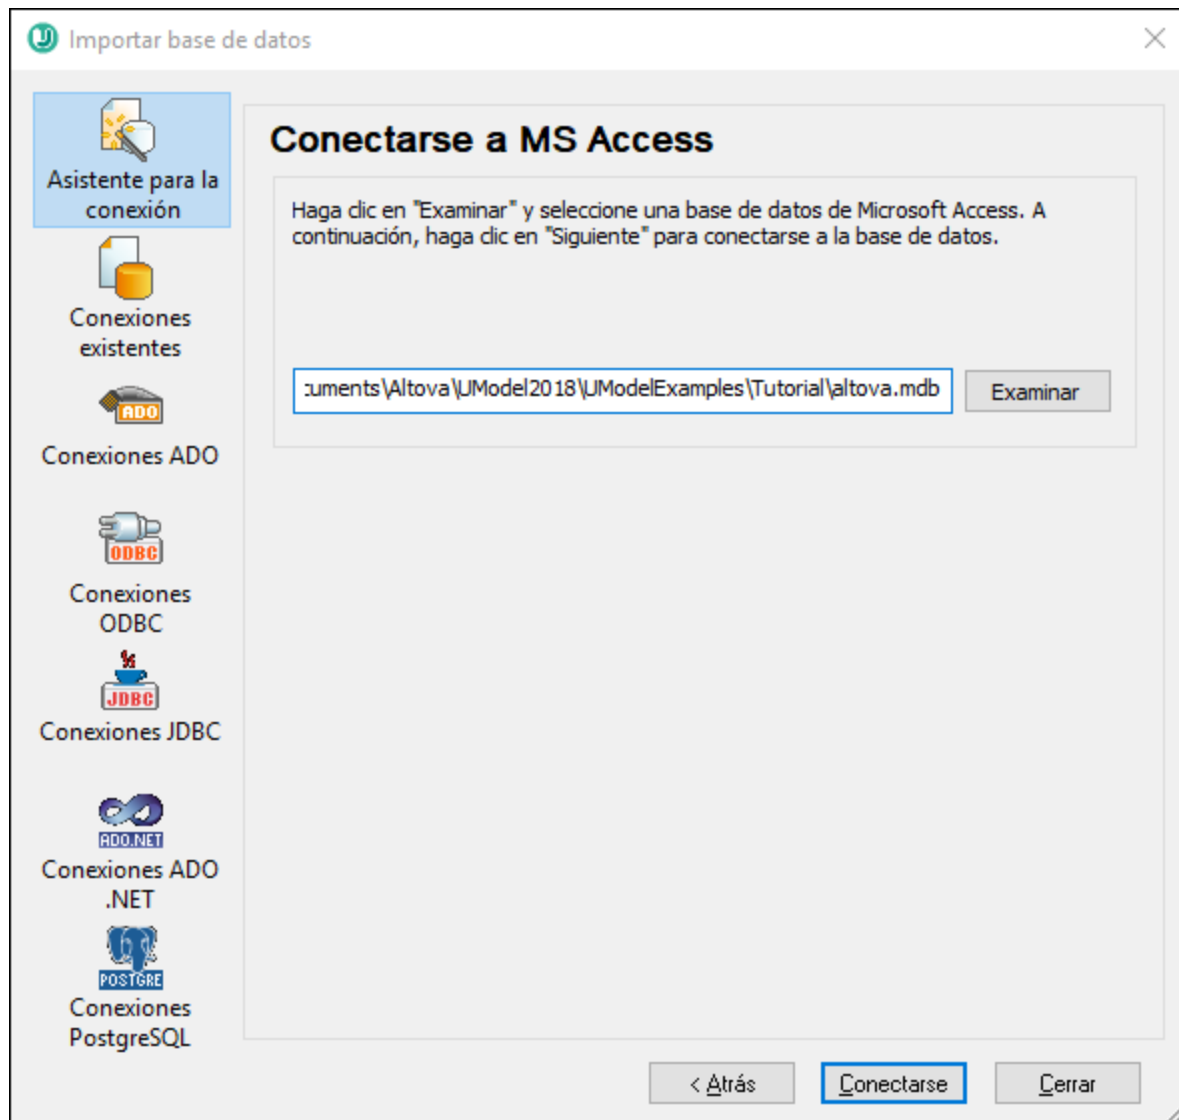 Importar base de datos
Asistente para la
conexión
Conexiones
existentes
ADO
Conexiones ADO
ODBC
Conexiones
ODBC
JDBC
Conexiones JDBC
ADO.NET
Conexiones ADO
.NET
POSTGRE
Conexiones
PostgreSQL
Conectarse a MS Access
Haga clic en "Examinar" y seleccione una base de datos de Microsoft Access. A
continuación, haga clic en "Siguiente" para conectarse a la base de datos.
:uments\Altova\UModel2018\UModelExamples\Tutorial\altova.mdb
Examinar
< Atrás
Conectarse
Cerrar